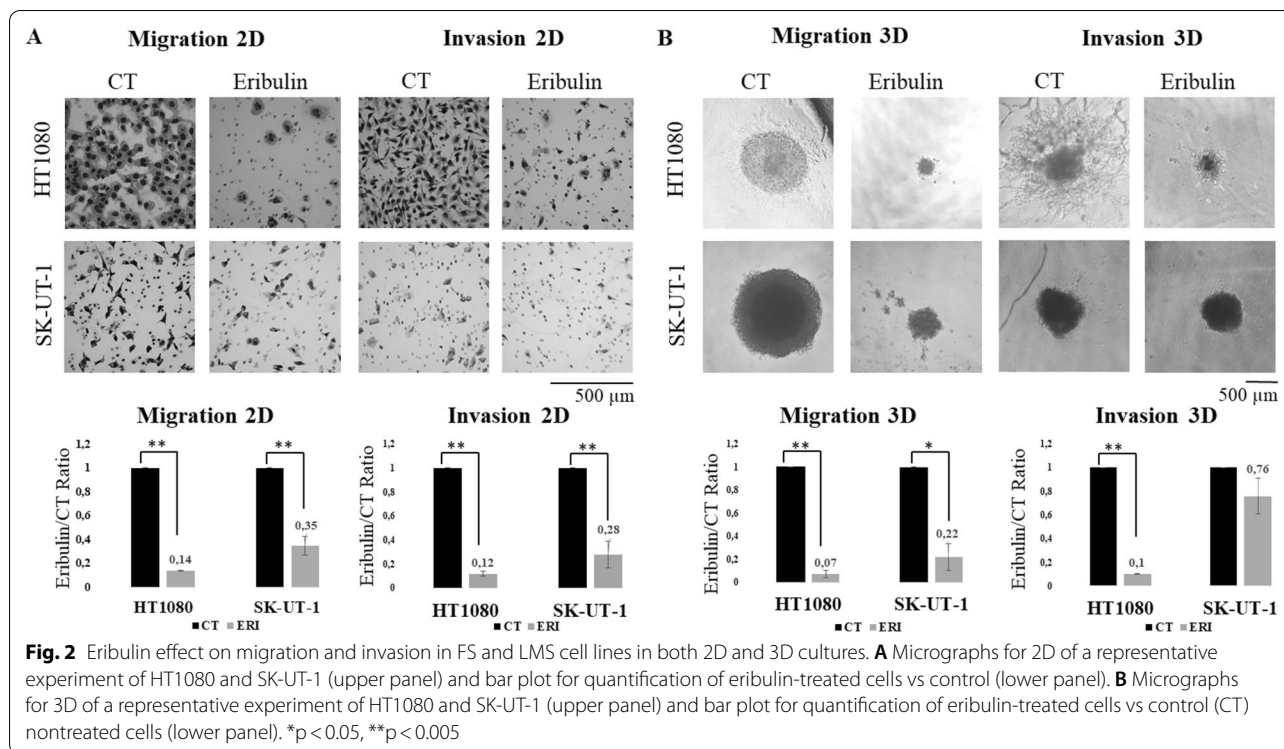 A
Migration 2D
Invasion 2D
CT
Eribulin
CT
Eribulin
HT1080
SK-UT-1
500 µm
Migration 2D
Invasion 2D
Eribulin/CT Ratio
1,2
1
0,8
0,6
0,4
0,2
0
**
0,14
**
0,35
HT1080
SK-UT-1
CT ERI
Eribulin/CT Ratio
1,2
1
0,8
0,6
0,4
0,2
0
**
0,12
**
0,28
HT1080
SK-UT-1
CT ERI
B
Migration 3D
Invasion 3D
CT
Eribulin
CT
Eribulin
HT1080
SK-UT-1
500 µm
Migration 3D
Invasion 3D
Eribulin/CT Ratio
1,2
1
0,8
0,6
0,4
0,2
0
**
0,07
*
0,22
HT1080
SK-UT-1
CT ERI
Eribulin/CT Ratio
1,2
1
0,8
0,6
0,4
0,2
0
**
0,1
0,76
HT1080
SK-UT-1
CT ERI
Fig. 2 Eribulin effect on migration and invasion in FS and LMS cell lines in both 2D and 3D cultures. A Micrographs for 2D of a representative
experiment of HT1080 and SK-UT-1 (upper panel) and bar plot for quantification of eribulin-treated cells vs control (lower panel). B Micrographs
for 3D of a representative experiment of HT1080 and SK-UT-1 (upper panel) and bar plot for quantification of eribulin-treated cells vs control (CT)
nontreated cells (lower panel). *p < 0.05, **p < 0.005